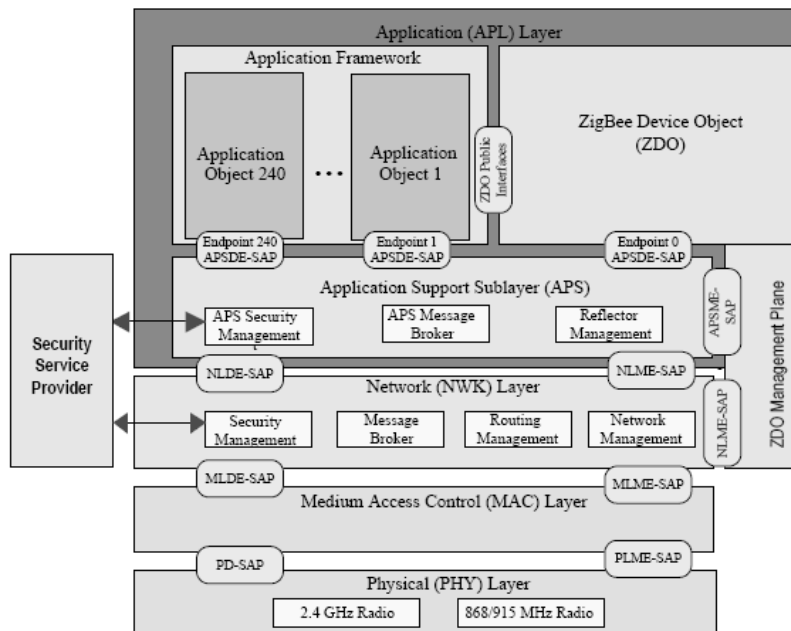 Application (APL) Layer
Application Framework
Application
Object 240
...
Application
Object 1
ZDO Public
Interfaces
ZigBee Device Object
(ZDO)
Endpoint 240
APSDE-SAP
Endpoint 1
APSDE-SAP
Endpoint 0
APSDE-SAP
Application Support Sublayer (APS)
APS Security
Management
APS Message
Broker
Reflector
Management
APSME-
SAP
Security
Service
Provider
ZDO Management Plane
NLDE-SAP
NLME-SAP
Network (NWK) Layer
Security
Management
Message
Broker
Routing
Management
Network
Management
NLME-SAP
MLDE-SAP
MLME-SAP
Medium Access Control (MAC) Layer
PD-SAP
PLME-SAP
Physical (PHY) Layer
2.4 GHz Radio
868/915 MHz Radio